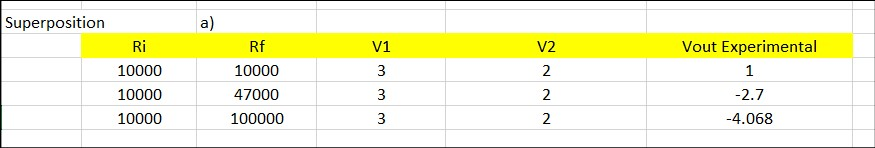 Superposition a)
Ri Rf V1 V2 Vout Experimental
10000 10000 3 2 1
10000 47000 3 2 -2.7
10000 100000 3 2 -4.068